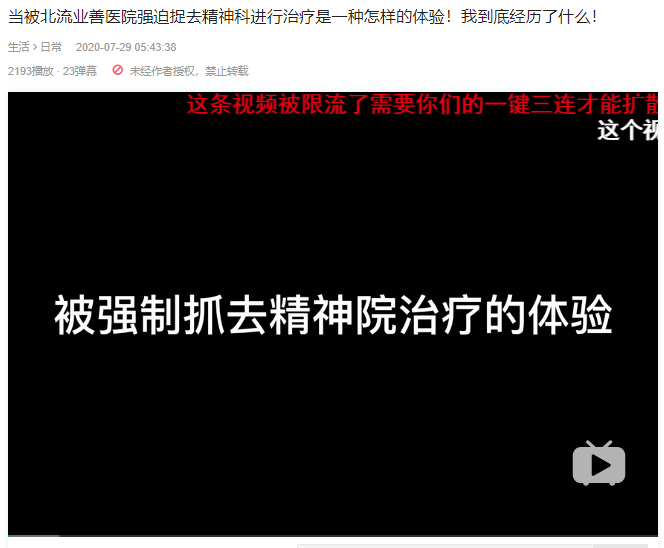 当被北流业善医院强迫捉去精神科进行治疗是一种怎样的体验！我到底经历了什么！
生活 > 日常 2020-07-29 05:43:38
2193播放 · 23弹幕 未经作者授权，禁止转载
这条视频被限流了需要你们的一键三连才能扩散
这个视
被强制抓去精神院治疗的体验